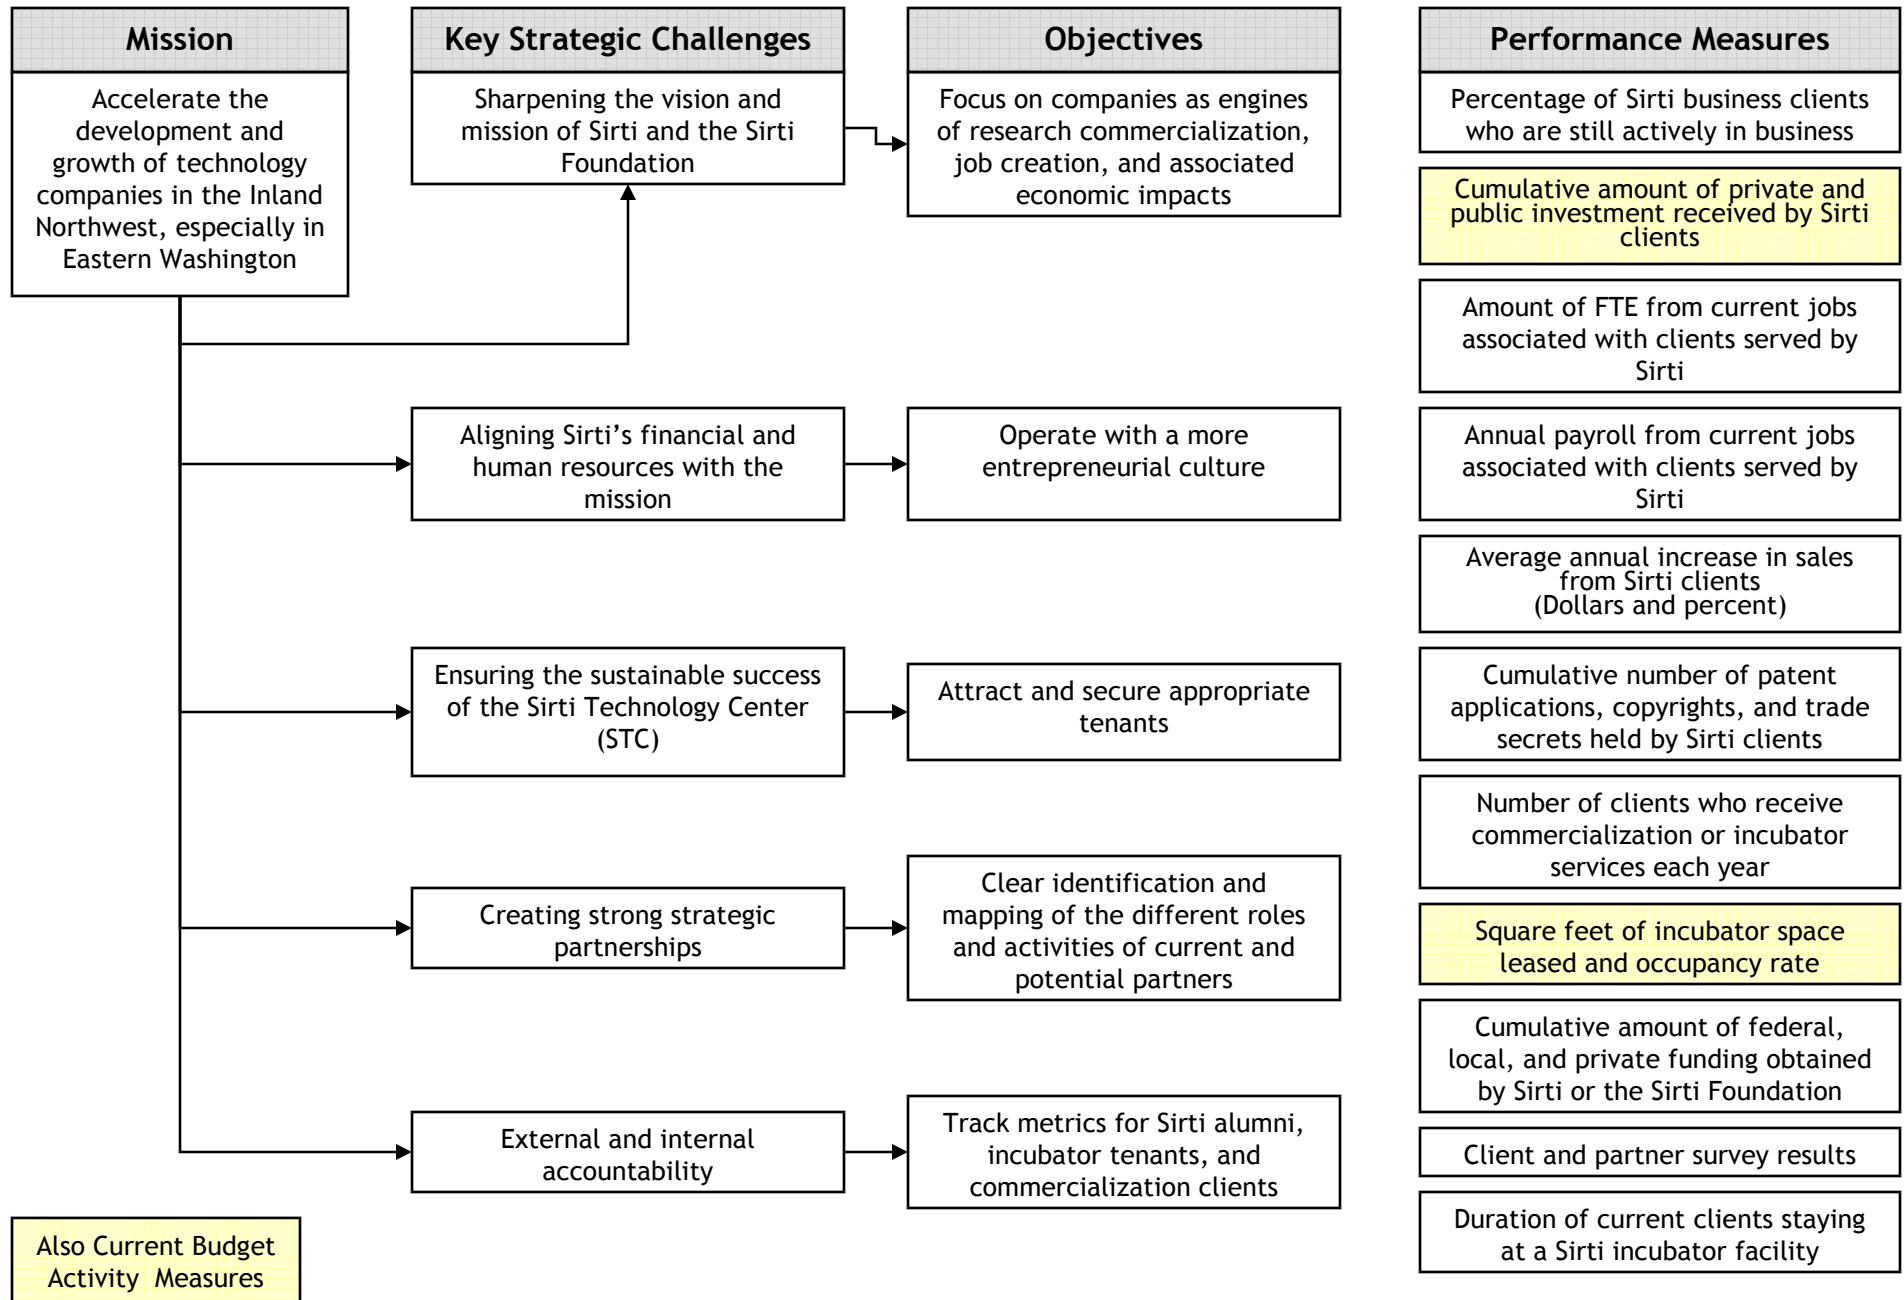 Mission
Accelerate the
development and
growth of technology
companies in the Inland
Northwest, especially in
Eastern Washington
Key Strategic Challenges
Sharpening the vision and
mission of Sirti and the Sirti
Foundation
Aligning Sirti’s financial and
human resources with the
mission
Ensuring the sustainable success
of the Sirti Technology Center
(STC)
Creating strong strategic
partnerships
External and internal
accountability
Objectives
Focus on companies as engines
of research commercialization,
job creation, and associated
economic impacts
Operate with a more
entrepreneurial culture
Attract and secure appropriate
tenants
Clear identification and
mapping of the different roles
and activities of current and
potential partners
Track metrics for Sirti alumni,
incubator tenants, and
commercialization clients
Performance Measures
Percentage of Sirti business clients
who are still actively in business
Cumulative amount of private and
public investment received by Sirti
clients
Amount of FTE from current jobs
associated with clients served by
Sirti
Annual payroll from current jobs
associated with clients served by
Sirti
Average annual increase in sales
from Sirti clients
(Dollars and percent)
Cumulative number of patent
applications, copyrights, and trade
secrets held by Sirti clients
Number of clients who receive
commercialization or incubator
services each year
Square feet of incubator space
leased and occupancy rate
Cumulative amount of federal,
local, and private funding obtained
by Sirti or the Sirti Foundation
Client and partner survey results
Duration of current clients staying
at a Sirti incubator facility
Also Current Budget
Activity Measures